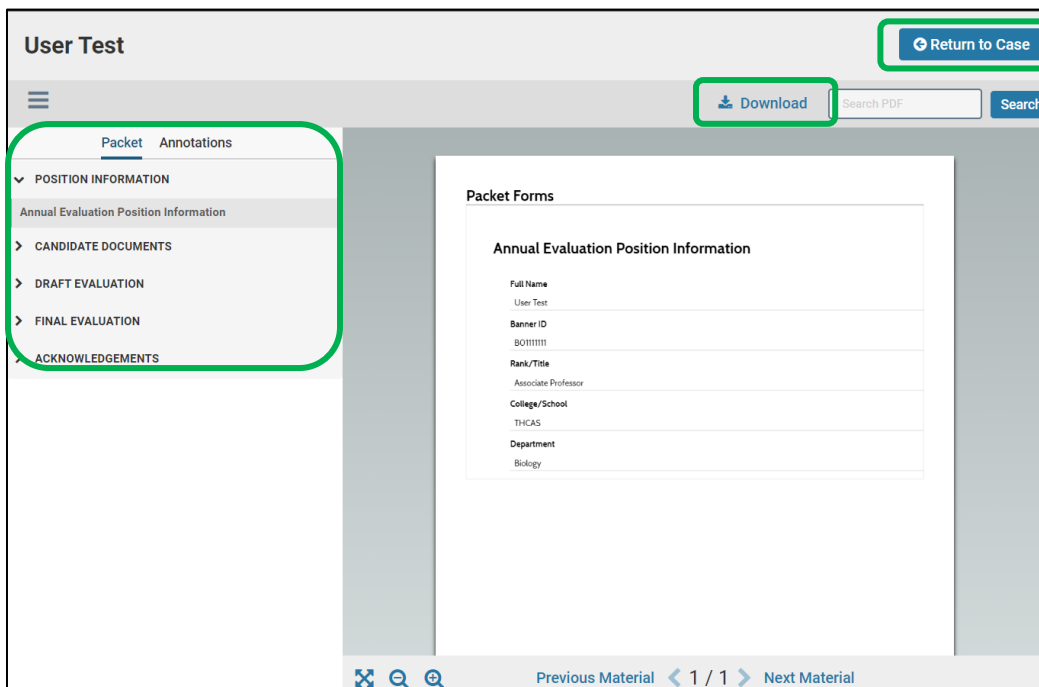 User Test
Return to Case
Download
Search PDF
Search
Packet Annotations
POSITION INFORMATION
Annual Evaluation Position Information
CANDIDATE DOCUMENTS
DRAFT EVALUATION
FINAL EVALUATION
ACKNOWLEDGEMENTS
Packet Forms
Annual Evaluation Position Information
Full Name
User Test
Banner ID
B01111111
Rank/Title
Associate Professor
College/School
THCAS
Department
Biology
Previous Material 1 / 1 Next Material